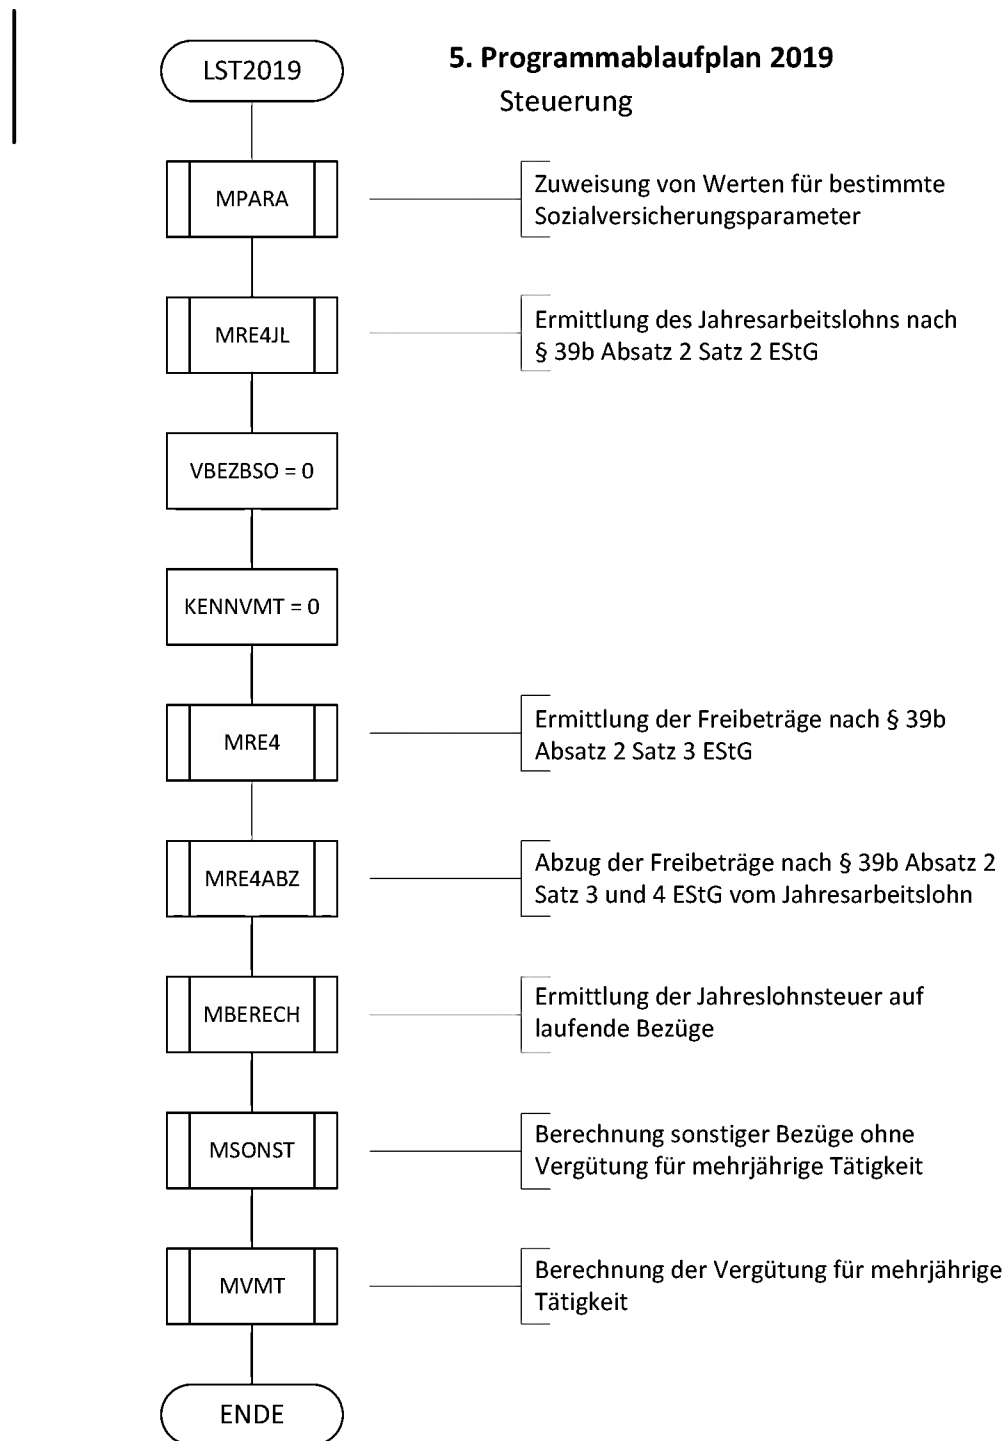 LST2019
5. Programmablaufplan 2019
Steuerung
MPARA
Zuweisung von Werten für bestimmte
Sozialversicherungsparameter
MRE4JL
Ermittlung des Jahresarbeitslohns nach
§ 39b Absatz 2 Satz 2 EStG
VBEZBSO = 0
KENNVMT = 0
MRE4
Ermittlung der Freibeträge nach § 39b
Absatz 2 Satz 3 EStG
MRE4ABZ
Abzug der Freibeträge nach § 39b Absatz 2
Satz 3 und 4 EStG vom Jahresarbeitslohn
MBERECH
Ermittlung der Jahreslohnsteuer auf
laufende Bezüge
MSONST
Berechnung sonstiger Bezüge ohne
Vergütung für mehrjährige Tätigkeit
MVMT
Berechnung der Vergütung für mehrjährige
Tätigkeit
ENDE